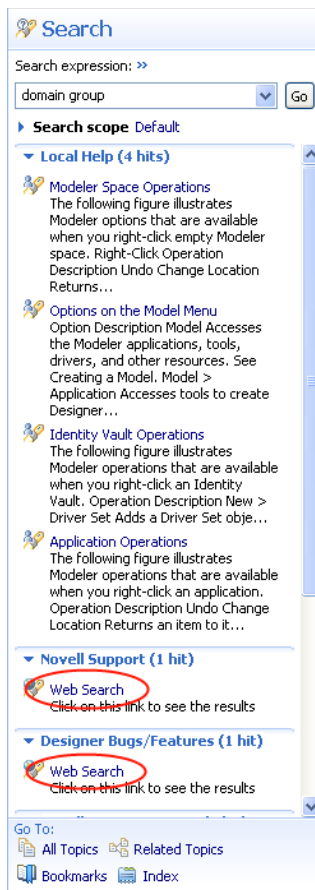 Search
Search expression: »
domain group
Go
Search scope Default
Local Help (4 hits)
Modeler Space Operations
The following figure illustrates
Modeler options that are available
when you right-click empty Modeler
space. Right-Click Operation
Description Undo Change Location
Returns...
Options on the Model Menu
Option Description Model Accesses
the Modeler applications, tools,
drivers, and other resources. See
Creating a Model. Model >
Application Accesses tools to create
Designer...
Identity Vault Operations
The following figure illustrates
Modeler operations that are available
when you right-click an Identity
Vault. Operation Description New >
Driver Set Adds a Driver Set obje...
Application Operations
The following figure illustrates
Modeler operations that are available
when you right-click an application.
Operation Description Undo Change
Location Returns an item to it...
Novell Support (1 hit)
Web Search
Click on this link to see the results
Designer Bugs/Features (1 hit)
Web Search
Click on this link to see the results
Go To:
All Topics Related Topics
Bookmarks Index